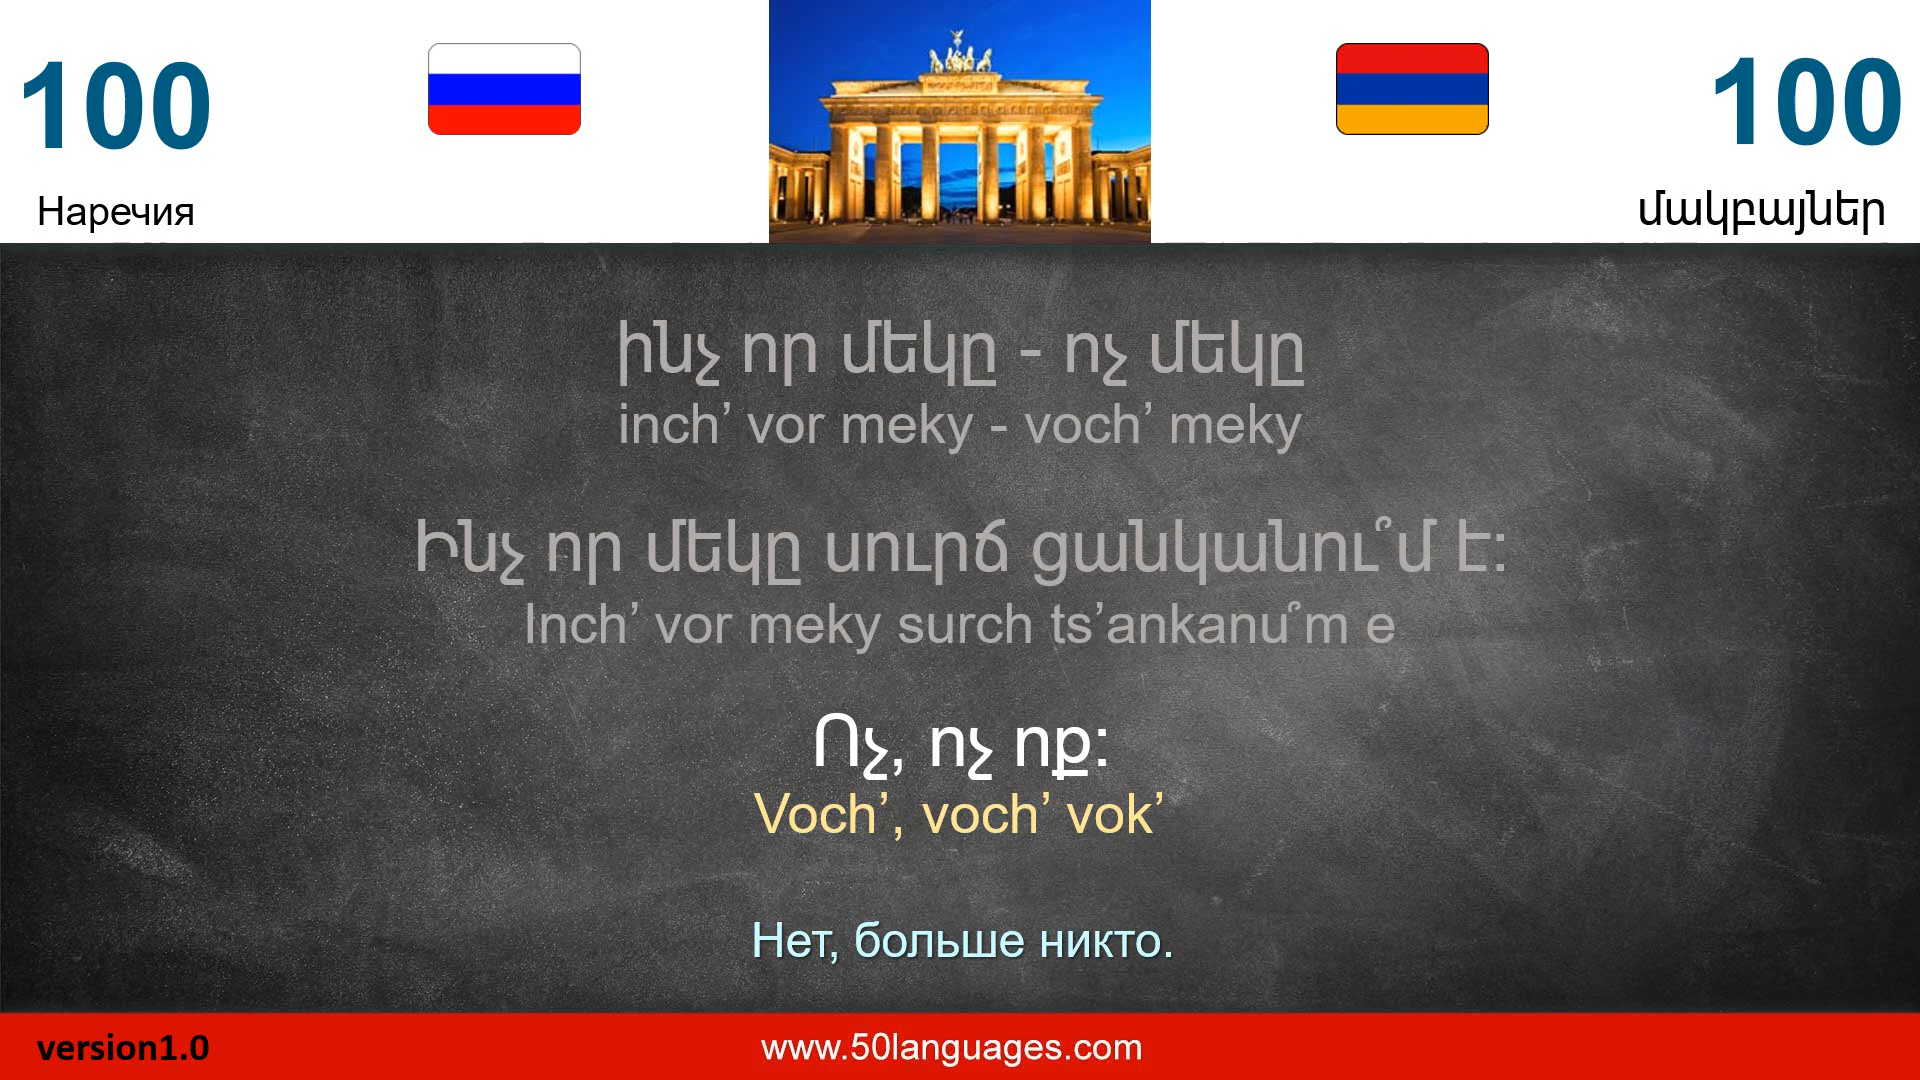 100
100
Наречия
մակբայներ
ինչ որ մեկը - ոչ մեկը
inch’ vor meky - voch’ meky
Ինչ որ մեկը սուրճ ցանկանու՞մ է:
Inch’ vor meky surch ts’ankanu՞m e
Ոչ, ոչ ոք:
Voch’, voch’ vok’
Нет, больше никто.
version1.0
www.50languages.com